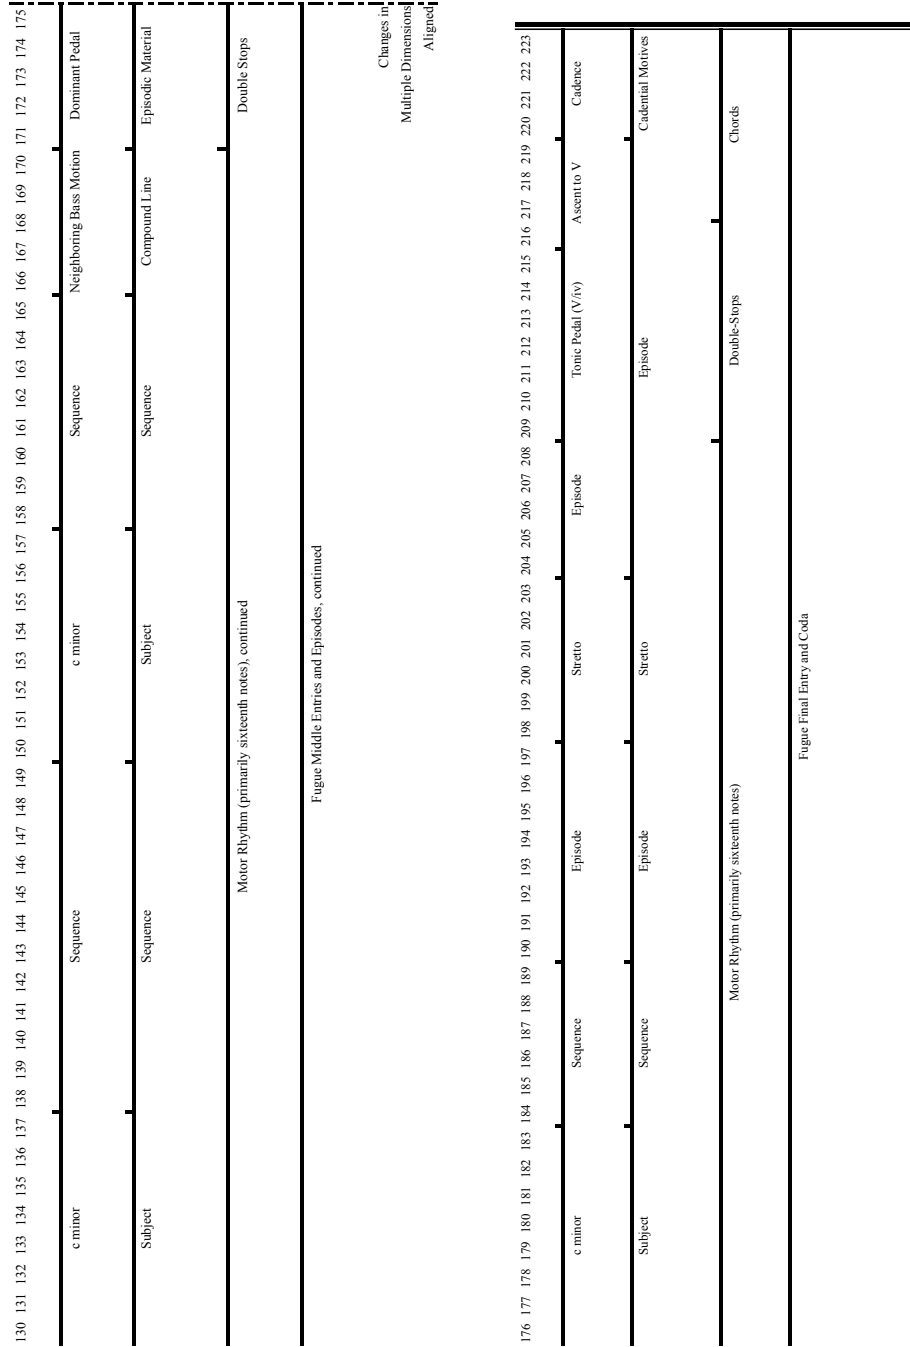 130 131 132 133 134 135 136 137 138 139 140 141 142 143 144 145 146 147 148 149 150 151 152 153 154 155 156 157 158 159 160 161 162 163 164 165 166 167 168 169 170 171 172 173 174 175
c minor Sequence c minor Sequence Neighboring Bass Motion Dominant Pedal
Subject Sequence Subject Sequence Compound Line Episodic Material
Motor Rhythm (primarily sixteenth notes), continued Double Stops
Fugue Middle Entries and Episodes, continued
Changes in
Multiple Dimensions
Aligned
176 177 178 179 180 181 182 183 184 185 186 187 188 189 190 191 192 193 194 195 196 197 198 199 200 201 202 203 204 205 206 207 208 209 210 211 212 213 214 215 216 217 218 219 220 221 222 223
c minor Sequence Episode Stretto Episode Tonic Pedal (V/iv) Ascent to V Cadence
Subject Sequence Episode Stretto Episode Cadential Motives
Motor Rhythm (primarily sixteenth notes) Double-Stops Chords
Fugue Final Entry and Coda